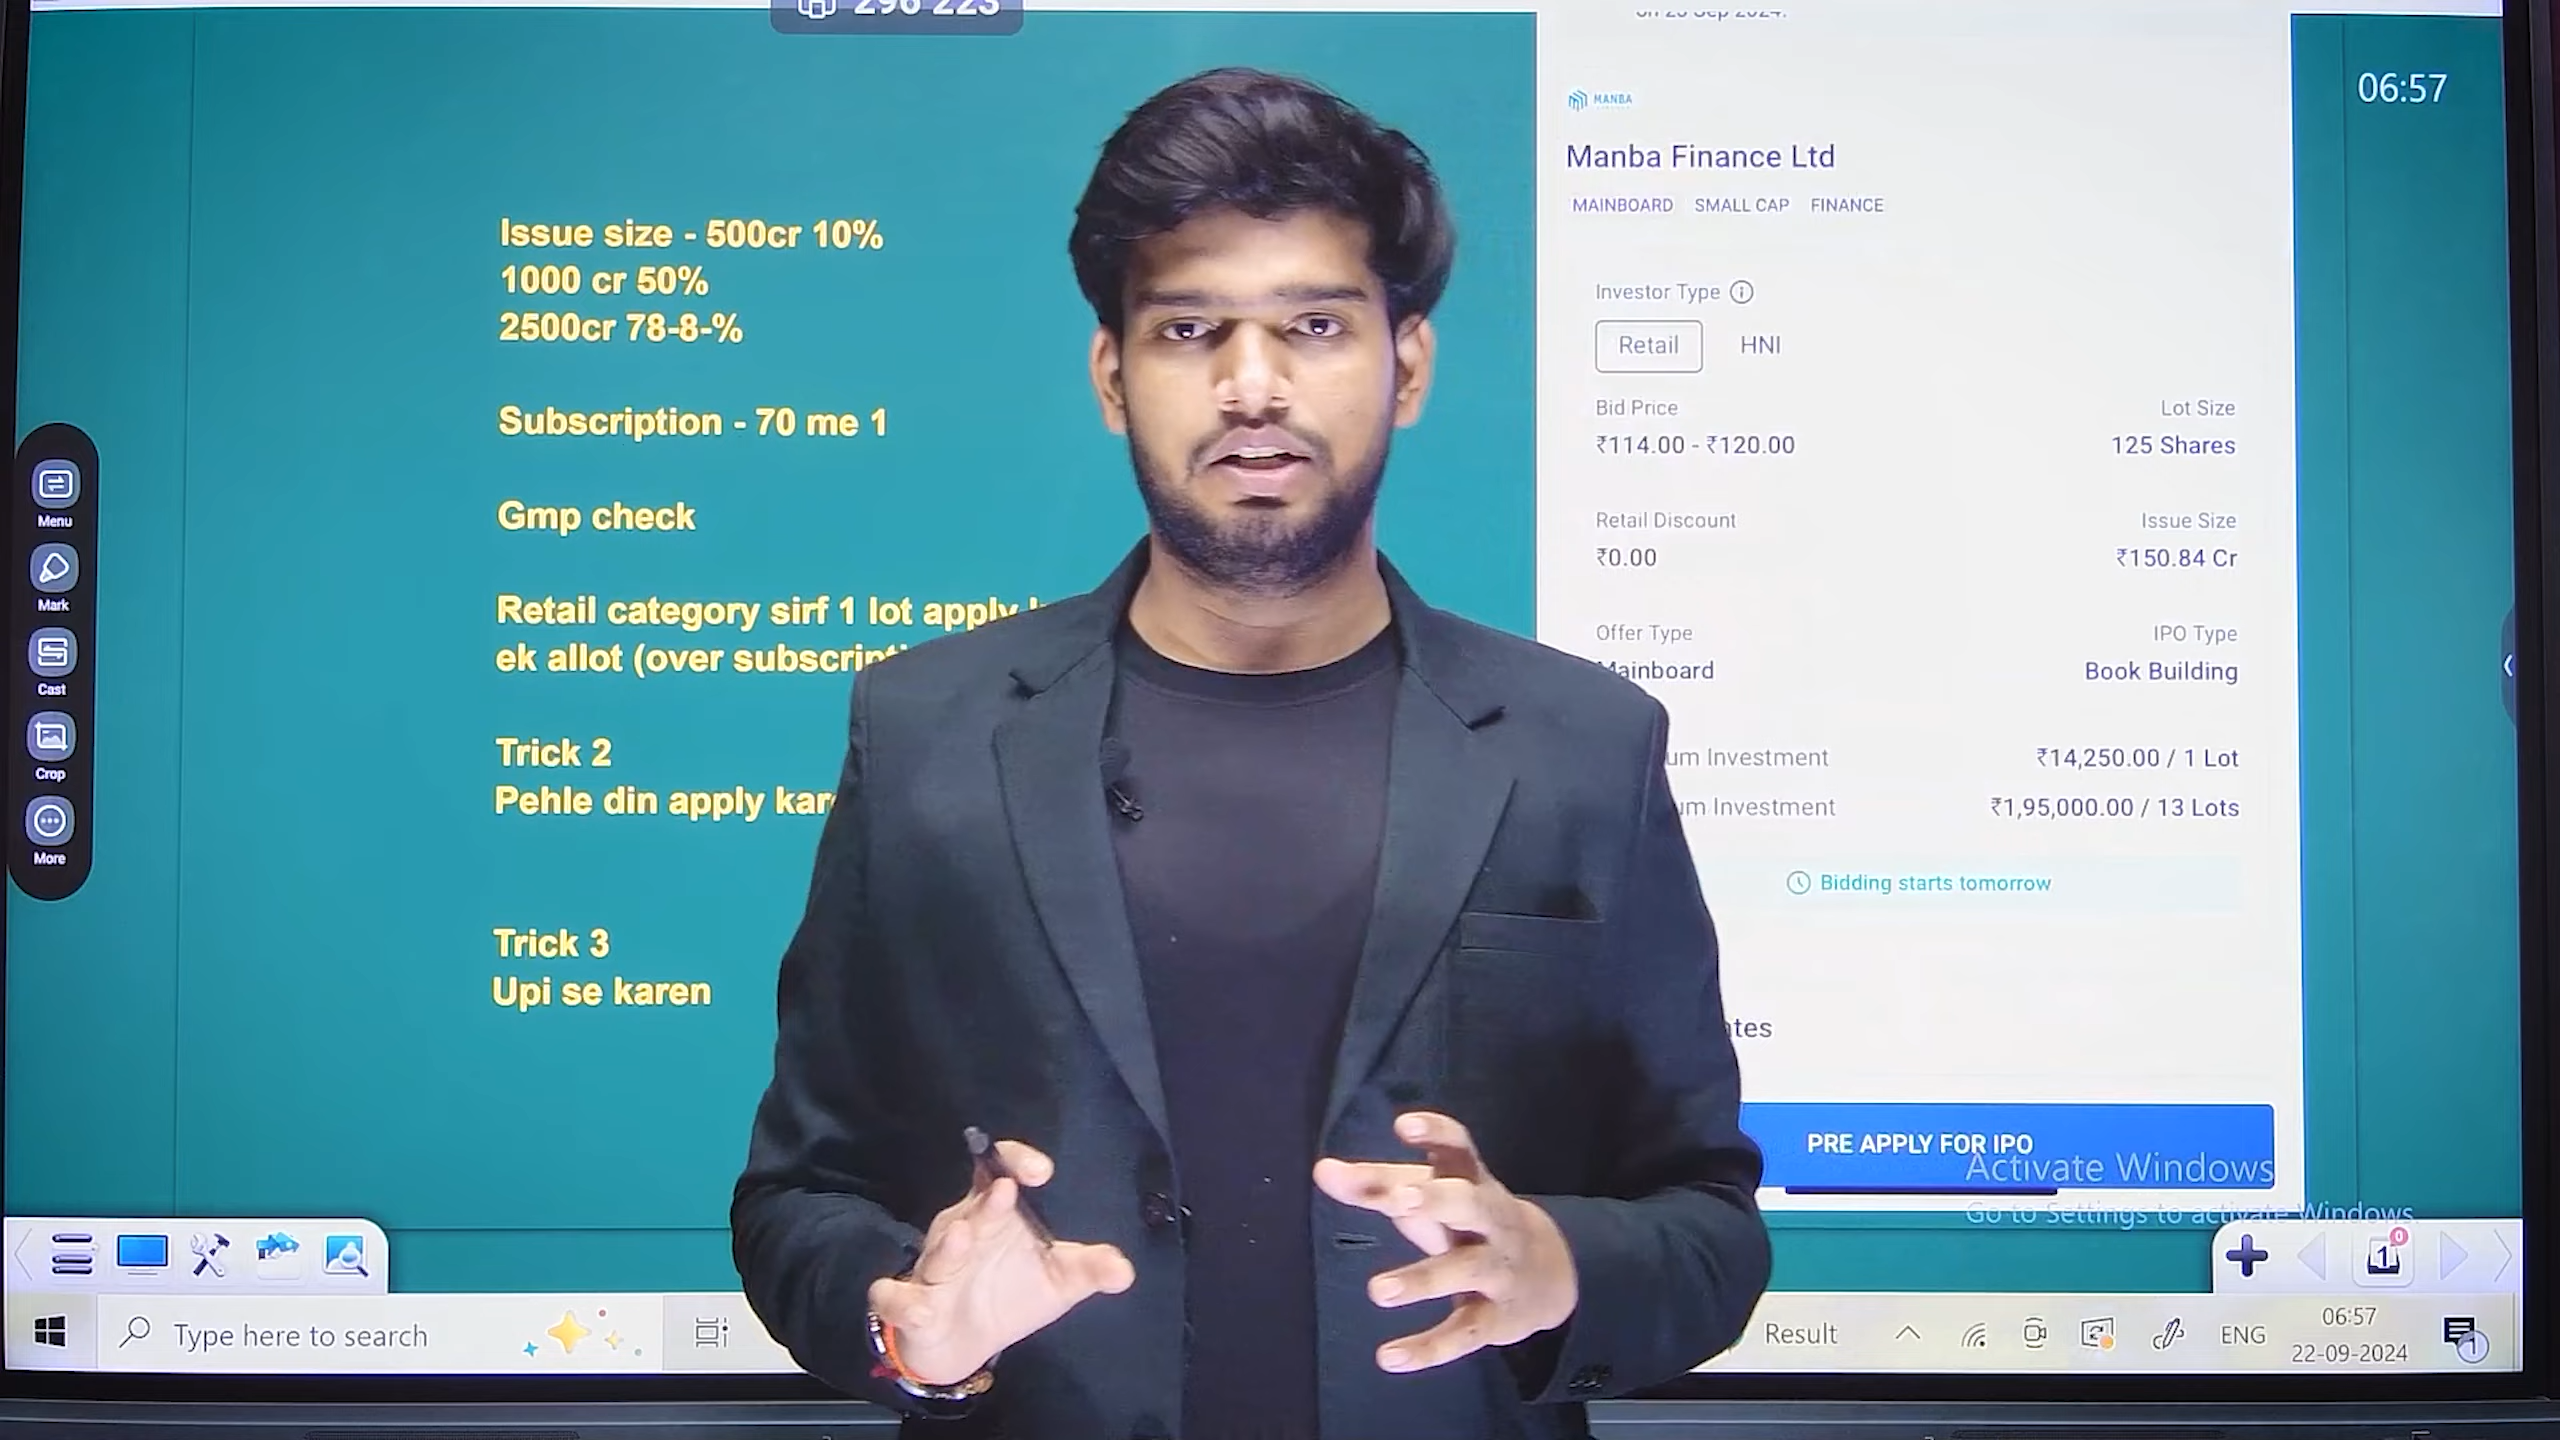 296 223
06:57
Issue size - 500cr 10%
1000 cr 50%
2500cr 78-8-%
Subscription - 70 me 1
Gmp check
Retail category sirf 1 lot apply
ek allot (over
Trick 2
Pehle din apply
Trick 3
Upi se karen
MANBA
Manba Finance Ltd
MAINBOARD SMALL CAP FINANCE
Investor Type
Retail HNI
Bid Price Lot Size
₹114.00 - ₹120.00 125 Shares
Retail Discount Issue Size
₹0.00 ₹150.84 Cr
Offer Type IPO Type
Mainboard Book Building
Investment ₹14,250.00 / 1 Lot
Investment ₹1,95,000.00 / 13 Lots
Bidding starts tomorrow
PRE APPLY FOR IPO
Activate Windows
Go to Settings to activate Windows.
Menu
Mark
Cast
Crop
More
1 0
Type here to search
Result
ENG
06:57
22-09-2024
1